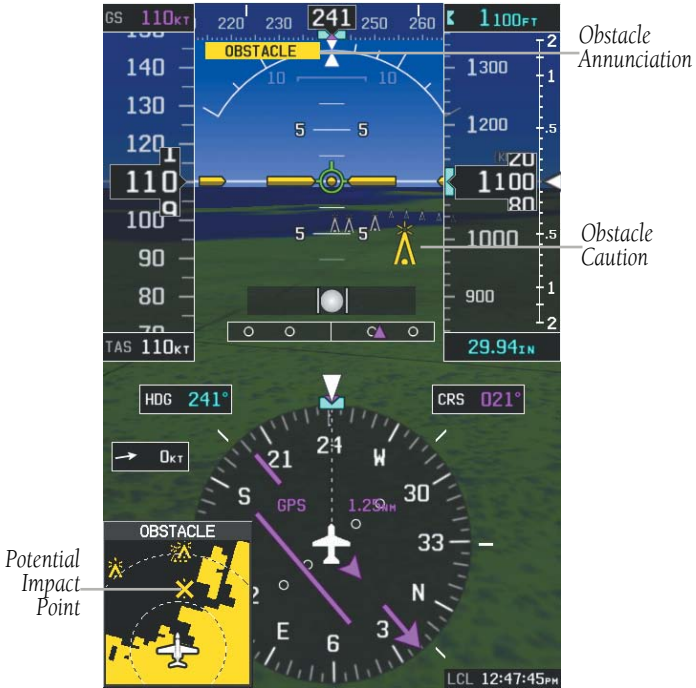 GS 110KT
220 230 241 250 260
1100FT
OBSTACLE
Obstacle
Annunciation
10 10
140
130
120
110
100
90
80
5 5
5 5
1300
1200
1100
20
80
1000
900
2
1
.5
.5
1
2
Obstacle
Caution
TAS 110KT
29.94IN
HDG 241°
CRS 021°
0KT
21 24 W 30 33 N 3 6 E S
GPS 1.25NM
OBSTACLE
Potential
Impact
Point
LCL 12:47:45PM